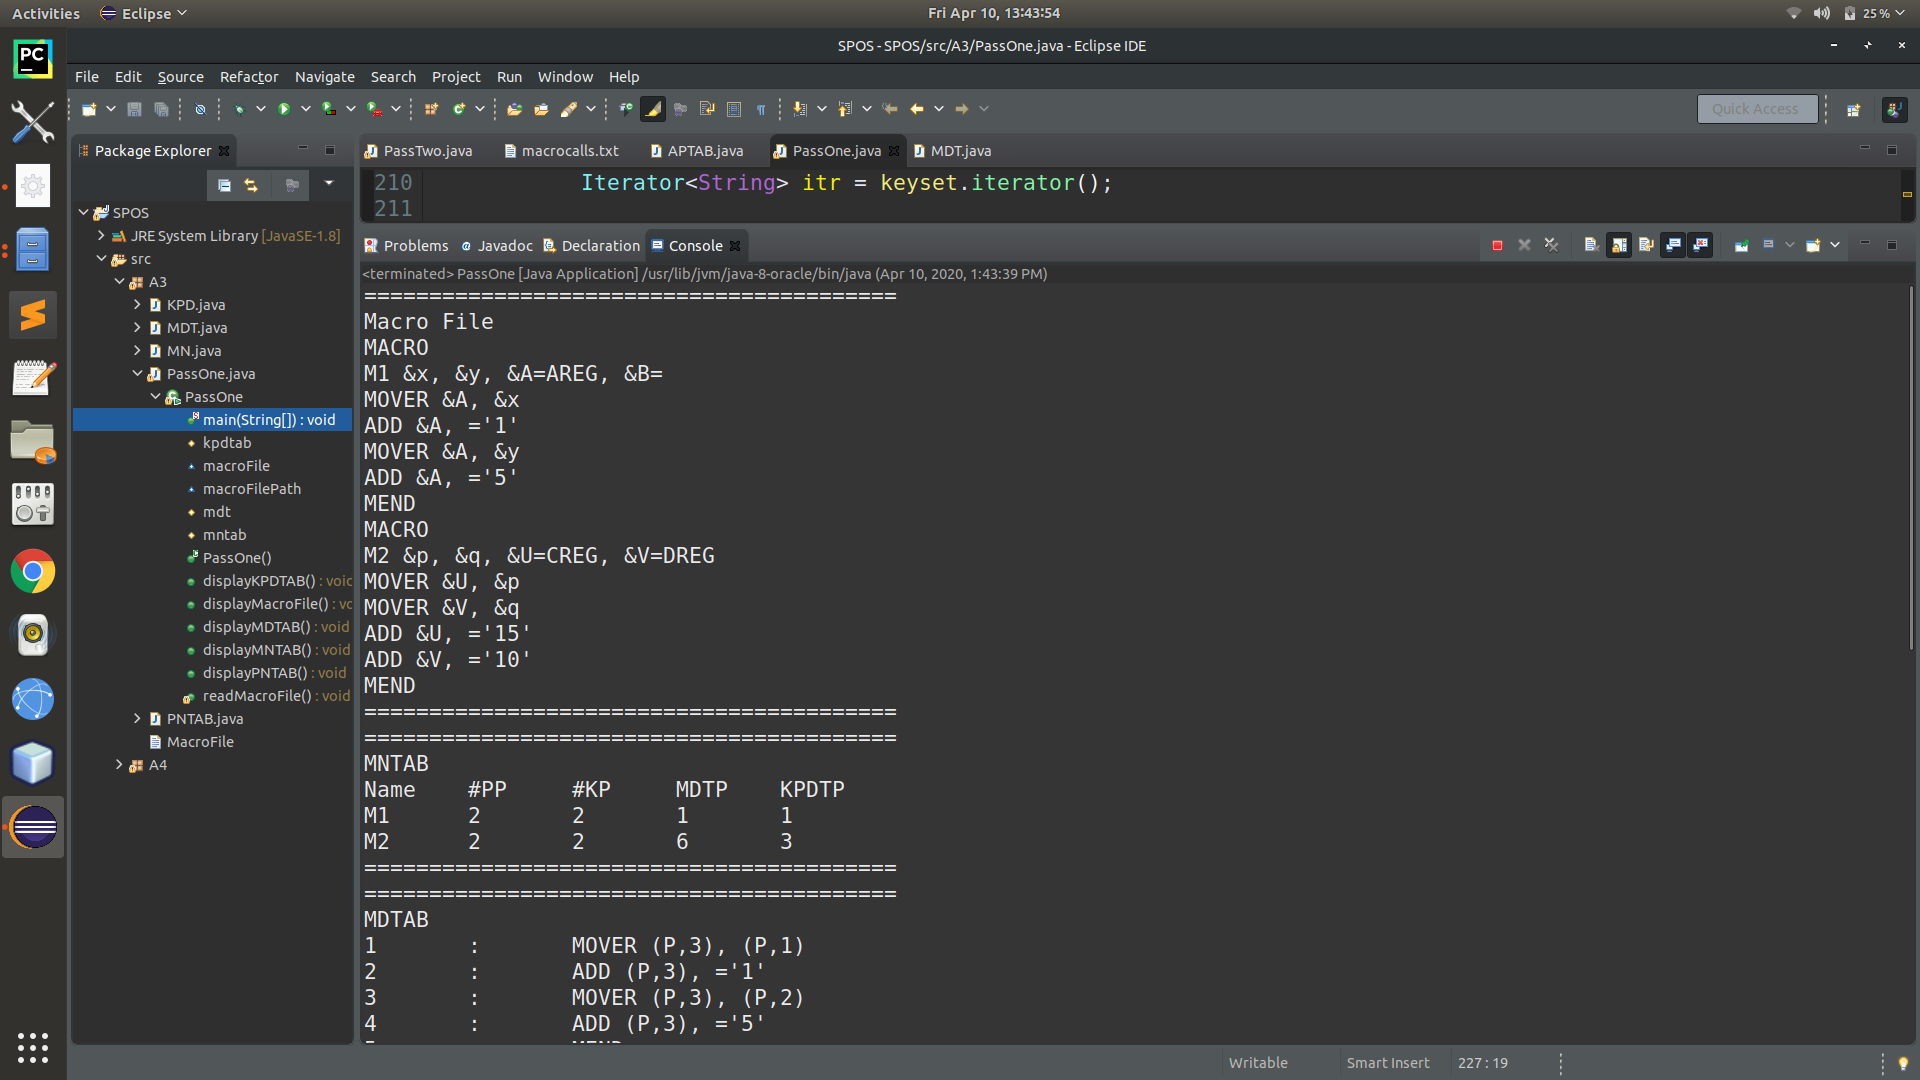 Activities Eclipse Fri Apr 10, 13:43:54 25%
SPOS - SPOS/src/A3/PassOne.java - Eclipse IDE
PC
File Edit Source Refactor Navigate Search Project Run Window Help
Quick Access
Package Explorer
SPOS
JRE System Library [JavaSE-1.8]
src
A3
KPD.java
MDT.java
MN.java
PassOne.java
PassOne
main(String[]) : void
kpdtab
macroFile
macroFilePath
mdt
mntab
PassOne()
displayKPDTAB() : void
displayMacroFile() : vo
displayMDTAB() : void
displayMNTAB() : void
displayPNTAB() : void
readMacroFile() : void
PNTAB.java
MacroFile
A4
PassTwo.java macrocalls.txt APTAB.java PassOne.java MDT.java
210 Iterator<String> itr = keyset.iterator();
211
Problems Javadoc Declaration Console
<terminated> PassOne [Java Application] /usr/lib/jvm/java-8-oracle/bin/java (Apr 10, 2020, 1:43:39 PM)
=========================================
Macro File
MACRO
M1 &x, &y, &A=AREG, &B=
MOVER &A, &x
ADD &A, ='1'
MOVER &A, &y
ADD &A, ='5'
MEND
MACRO
M2 &p, &q, &U=CREG, &V=DREG
MOVER &U, &p
MOVER &V, &q
ADD &U, ='15'
ADD &V, ='10'
MEND
=========================================
=========================================
MNTAB
Name #PP #KP MDTP KPDTP
M1 2 2 1 1
M2 2 2 6 3
=========================================
=========================================
MDTAB
1 : MOVER (P,3), (P,1)
2 : ADD (P,3), ='1'
3 : MOVER (P,3), (P,2)
4 : ADD (P,3), ='5'
Writable Smart Insert 227 : 19